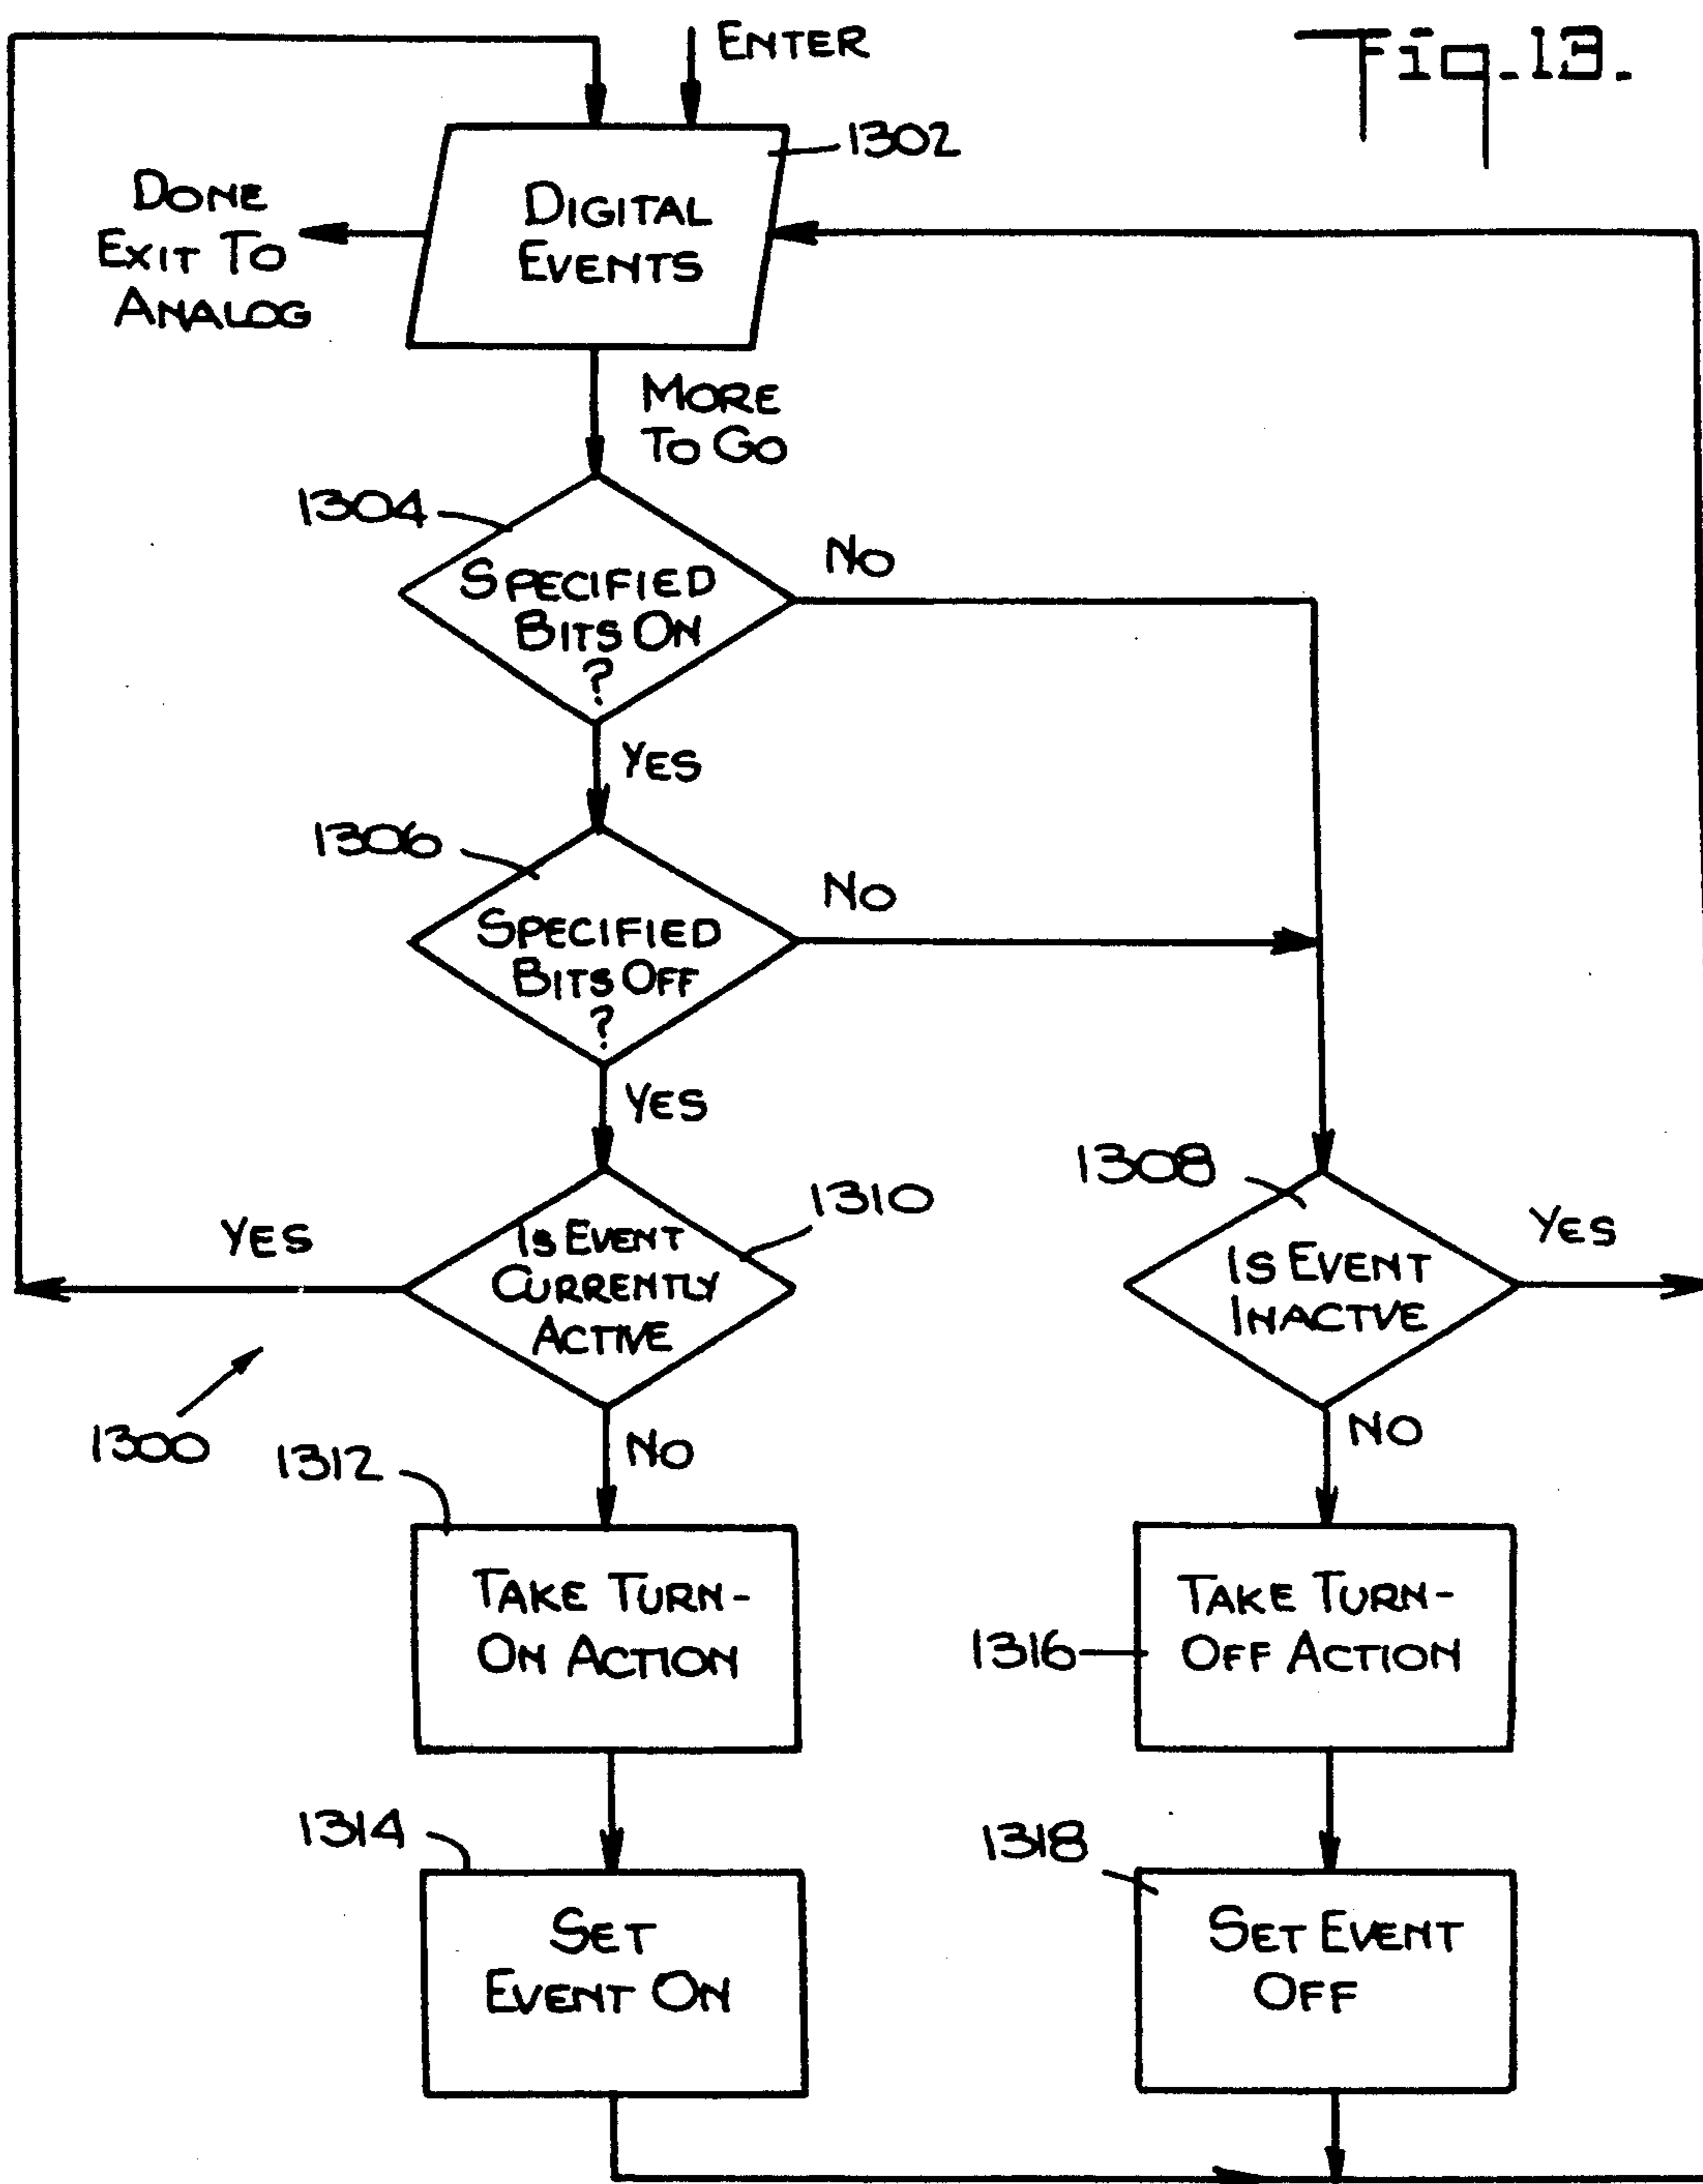 Fig. 13.
ENTER
1302
DIGITAL
EVENTS
DONE
EXIT TO
ANALOG
MORE
TO GO
1304
SPECIFIED
BITS ON
?
NO
YES
1306
SPECIFIED
BITS OFF
?
NO
YES
1310
IS EVENT
CURRENTLY
ACTIVE
YES
1308
IS EVENT
INACTVE
YES
1300
NO
NO
1312
TAKE TURN-
ON ACTION
1316
TAKE TURN-
OFF ACTION
1314
SET
EVENT ON
1318
SET EVENT
OFF